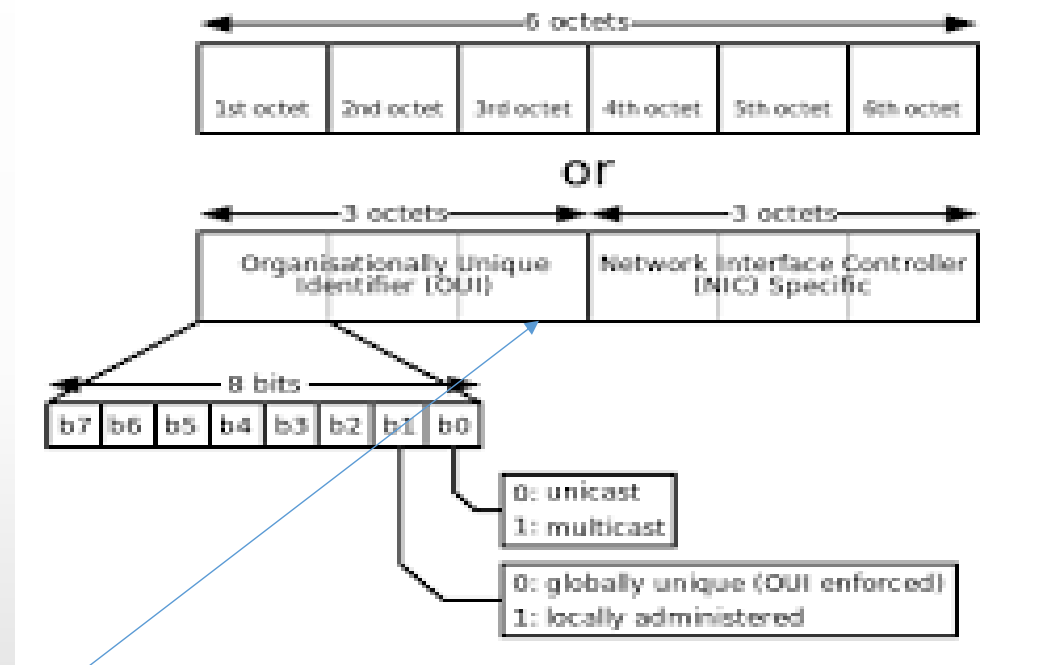 6 octets
1st octet 2nd octet 3rd octet 4th octet 5th octet 6th octet
or
3 octets 3 octets
Organisationally Unique
Identifier (OUI)
Network Interface Controller
(NIC) Specific
8 bits
b7 b6 b5 b4 b3 b2 b1 b0
0: unicast
1: multicast
0: globally unique (OUI enforced)
1: locally administered